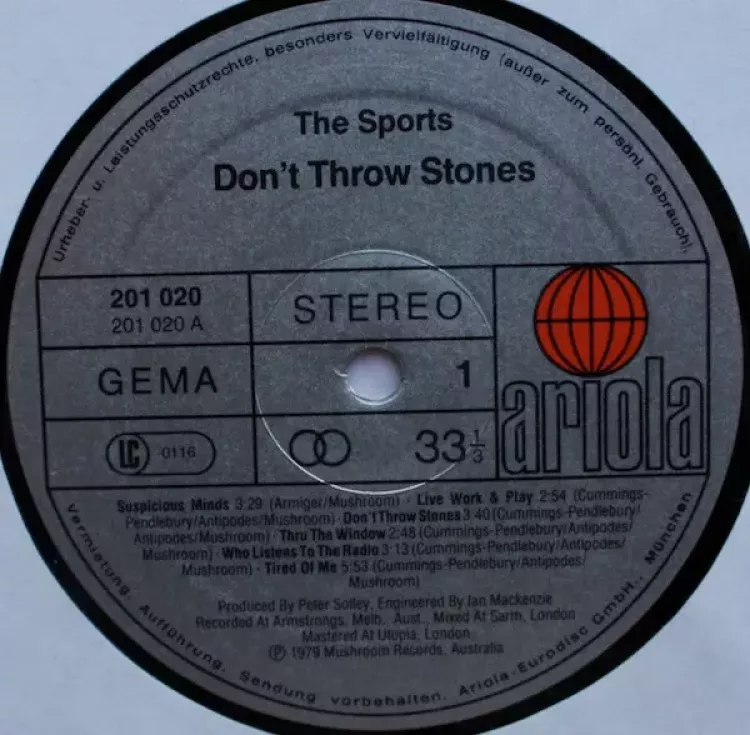 Urheber- u. Leistungsschutzrechte, besonders Vervielfältigung (außer zum persönl. Gebrauch),
The Sports
Don't Throw Stones
201 020
201 020 A
STEREO
GEMA
1
LC 0116
33 1/3
ariola
Suspicious Minds 3:29 (Armiger/Mushroom) · Live Work & Play 2:54 (Cummings-
Pendlebury/Antipodes/Mushroom) · Don't Throw Stones 3:40 (Cummings-Pendlebury/
Antipodes/Mushroom) · Thru The Window 2:48 (Cummings-Pendlebury/Antipodes/
Mushroom) · Who Listens To The Radio 3:13 (Cummings-Pendlebury/Antipodes/
Mushroom) · Tired Of Me 5:53 (Cummings-Pendlebury/Antipodes/
Mushroom)
Produced By Peter Solley, Engineered By Ian Mackenzie
Recorded At Armstrongs, Melb., Aust., Mixed At Sarm, London
Mastered At Utopia, London
Ⓟ 1979 Mushroom Records, Australia
Vermietung, Aufführung, Sendung vorbehalten. Ariola-Eurodisc GmbH., München